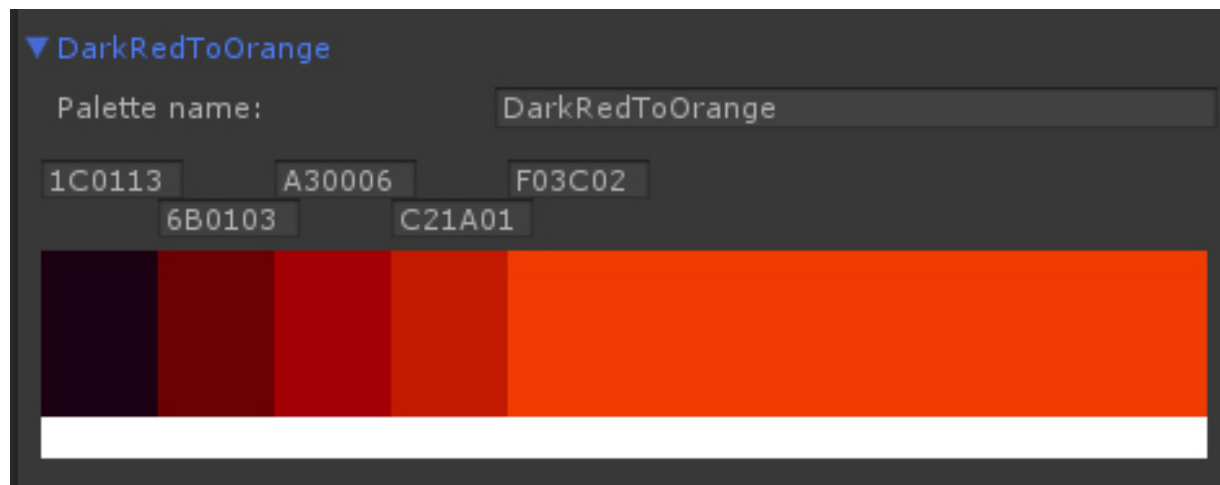 DarkRedToOrange
Palette name: DarkRedToOrange
1C0113 A30006 F03C02
6B0103 C21A01